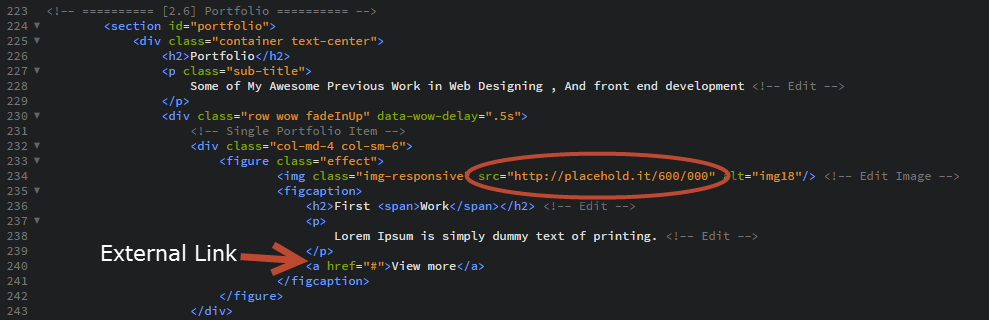 223 <!-- ========== [2.6] Portfolio ========== -->
224 <section id="portfolio">
225 <div class="container text-center">
226 <h2>Portfolio</h2>
227 <p class="sub-title">
228 Some of My Awesome Previous Work in Web Designing , And front end development <!-- Edit -->
229 </p>
230 <div class="row wow fadeInUp" data-wow-delay=".5s">
231 <!-- Single Portfolio Item -->
232 <div class="col-md-4 col-sm-6">
233 <figure class="effect">
234 <img class="img-responsive" src="http://placehold.it/600/000" alt="img18"/> <!-- Edit Image -->
235 <figcaption>
236 <h2>First <span>Work</span></h2> <!-- Edit -->
237 <p>
238 Lorem Ipsum is simply dummy text of printing. <!-- Edit -->
239 </p>
External Link
240 <a href="#">View more</a>
241 </figcaption>
242 </figure>
243 </div>